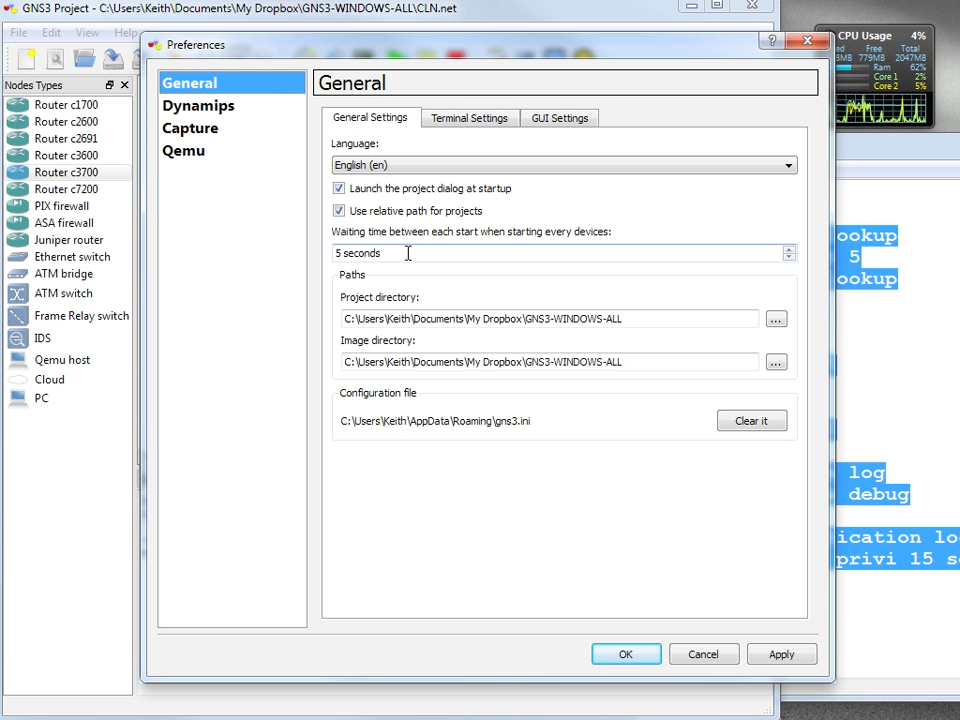 GNS3 Project - C:\Users\Keith\Documents\My Dropbox\GNS3-WINDOWS-ALL\CLN.net
File Edit View Help
Nodes Types
Router c1700
Router c2600
Router c2691
Router c3600
Router c3700
Router c7200
PIX firewall
ASA firewall
Juniper router
Ethernet switch
ATM bridge
ATM switch
Frame Relay switch
IDS
Qemu host
Cloud
PC
Preferences
General
Dynamips
Capture
Qemu
General
General Settings Terminal Settings GUI Settings
Language:
English (en)
Launch the project dialog at startup
Use relative path for projects
Waiting time between each start when starting every devices:
5 seconds
Paths
Project directory:
C:\Users\Keith\Documents\My Dropbox\GNS3-WINDOWS-ALL
...
Image directory:
C:\Users\Keith\Documents\My Dropbox\GNS3-WINDOWS-ALL
...
Configuration file
C:\Users\Keith\AppData\Roaming\gns3.ini
Clear it
OK Cancel Apply
CPU Usage 4%
ed Free Total
MB 779MB 2047MB
Ram 62%
Core 1 2%
Core 2 5%
ookup
5
ookup
log
debug
ication lo
privi 15 s